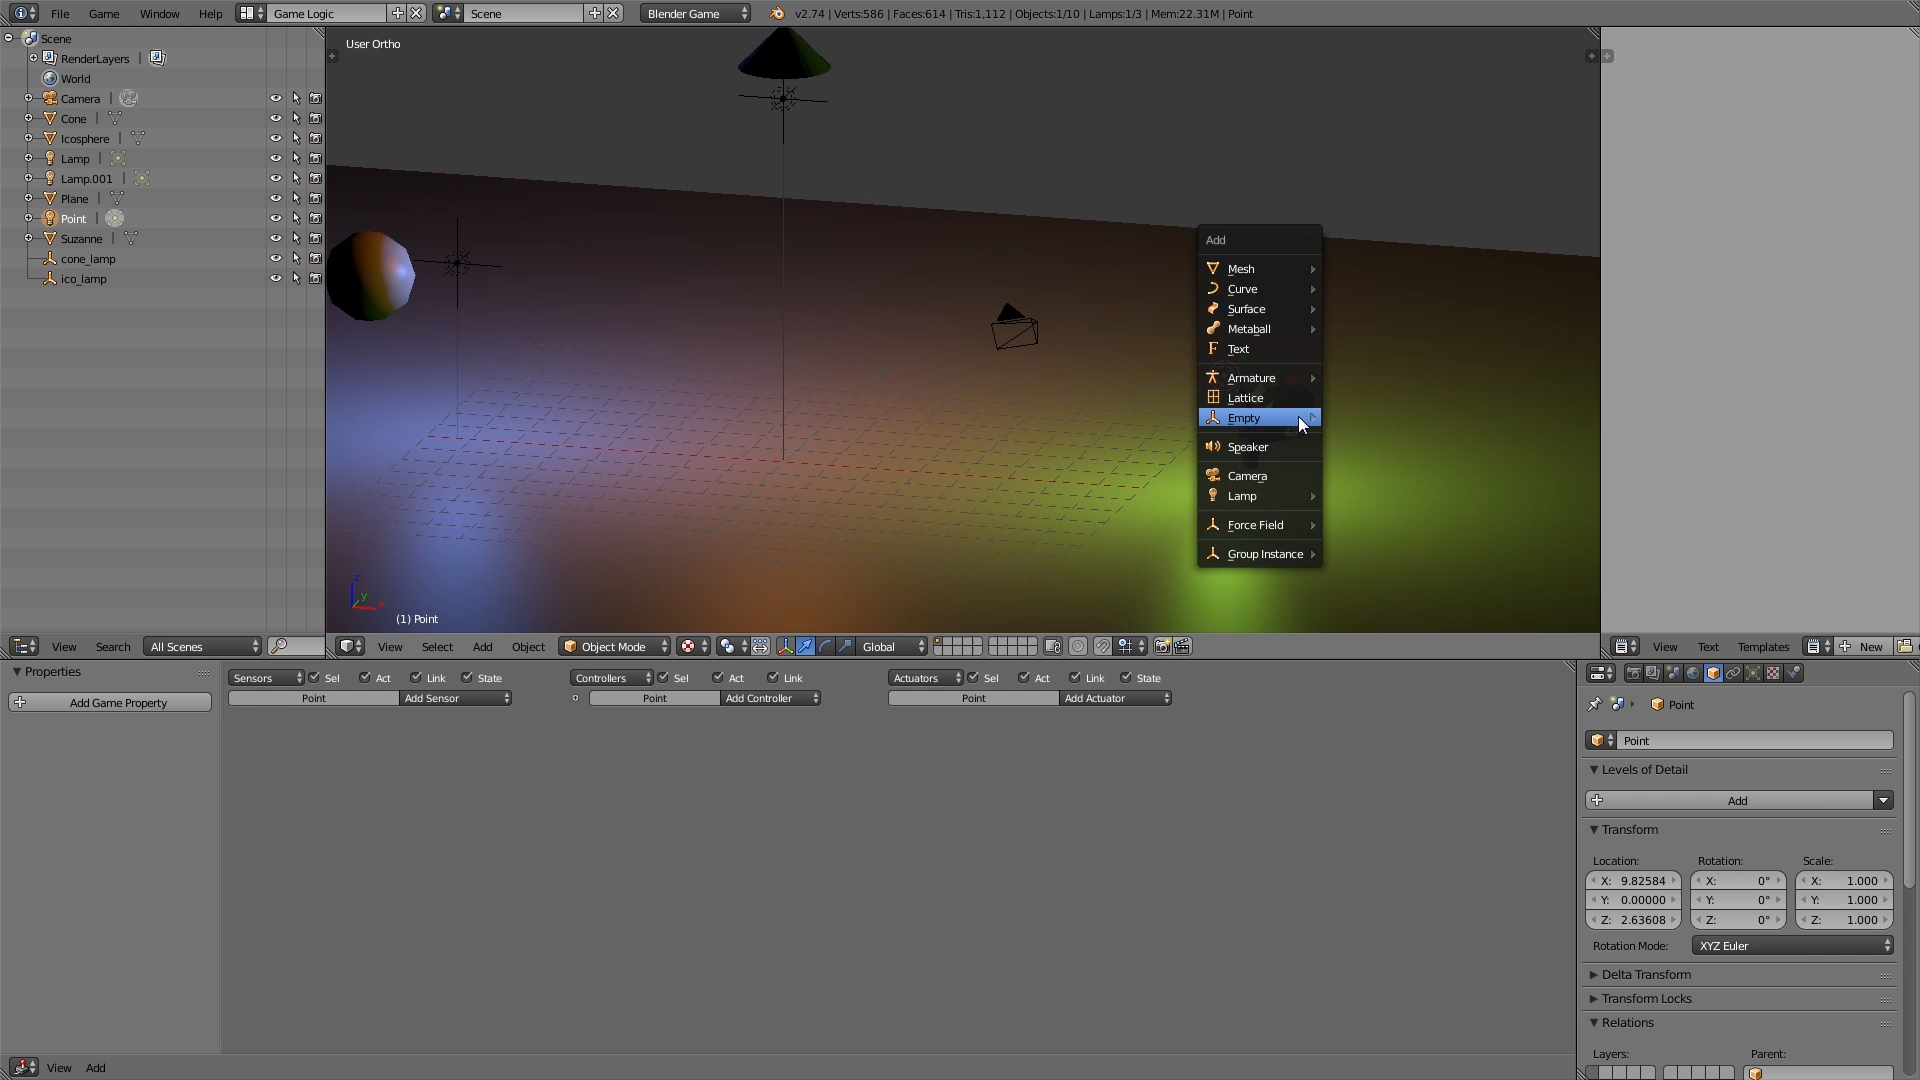 File Game Window Help Game Logic Scene Blender Game v2.74 | Verts:586 | Faces:614 | Tris:1,112 | Objects:1/10 | Lamps:1/3 | Mem:22.31M | Point
Scene
RenderLayers |
World
Camera |
Cone |
Icosphere |
Lamp |
Lamp.001 |
Plane |
Point |
Suzanne |
cone_lamp
ico_lamp
User Ortho
Add
Mesh
Curve
Surface
Metaball
Text
Armature
Lattice
Empty
Speaker
Camera
Lamp
Force Field
Group Instance
z
y
x
(1) Point
View Search All Scenes
View Select Add Object Object Mode Global
View Text Templates New
Properties
Add Game Property
Sensors Sel Act Link State
Point Add Sensor
Controllers Sel Act Link
Point Add Controller
Actuators Sel Act Link State
Point Add Actuator
View Add
Point
Point
Levels of Detail
Add
Transform
Location: Rotation: Scale:
X: 9.82584 X: 0° X: 1.000
Y: 0.00000 Y: 0° Y: 1.000
Z: 2.63608 Z: 0° Z: 1.000
Rotation Mode: XYZ Euler
Delta Transform
Transform Locks
Relations
Layers: Parent: